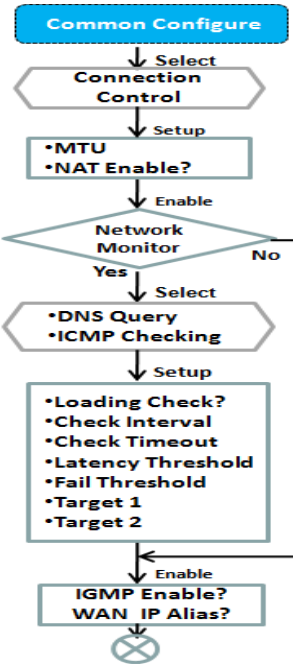 Common Configure
Select
Connection
Control
Setup
•MTU
•NAT Enable?
Enable
Network
Monitor
No
Yes
Select
•DNS Query
•ICMP Checking
Setup
•Loading Check?
•Check Interval
•Check Timeout
•Latency Threshold
•Fail Threshold
•Target 1
•Target 2
Enable
IGMP Enable?
WAN IP Alias?